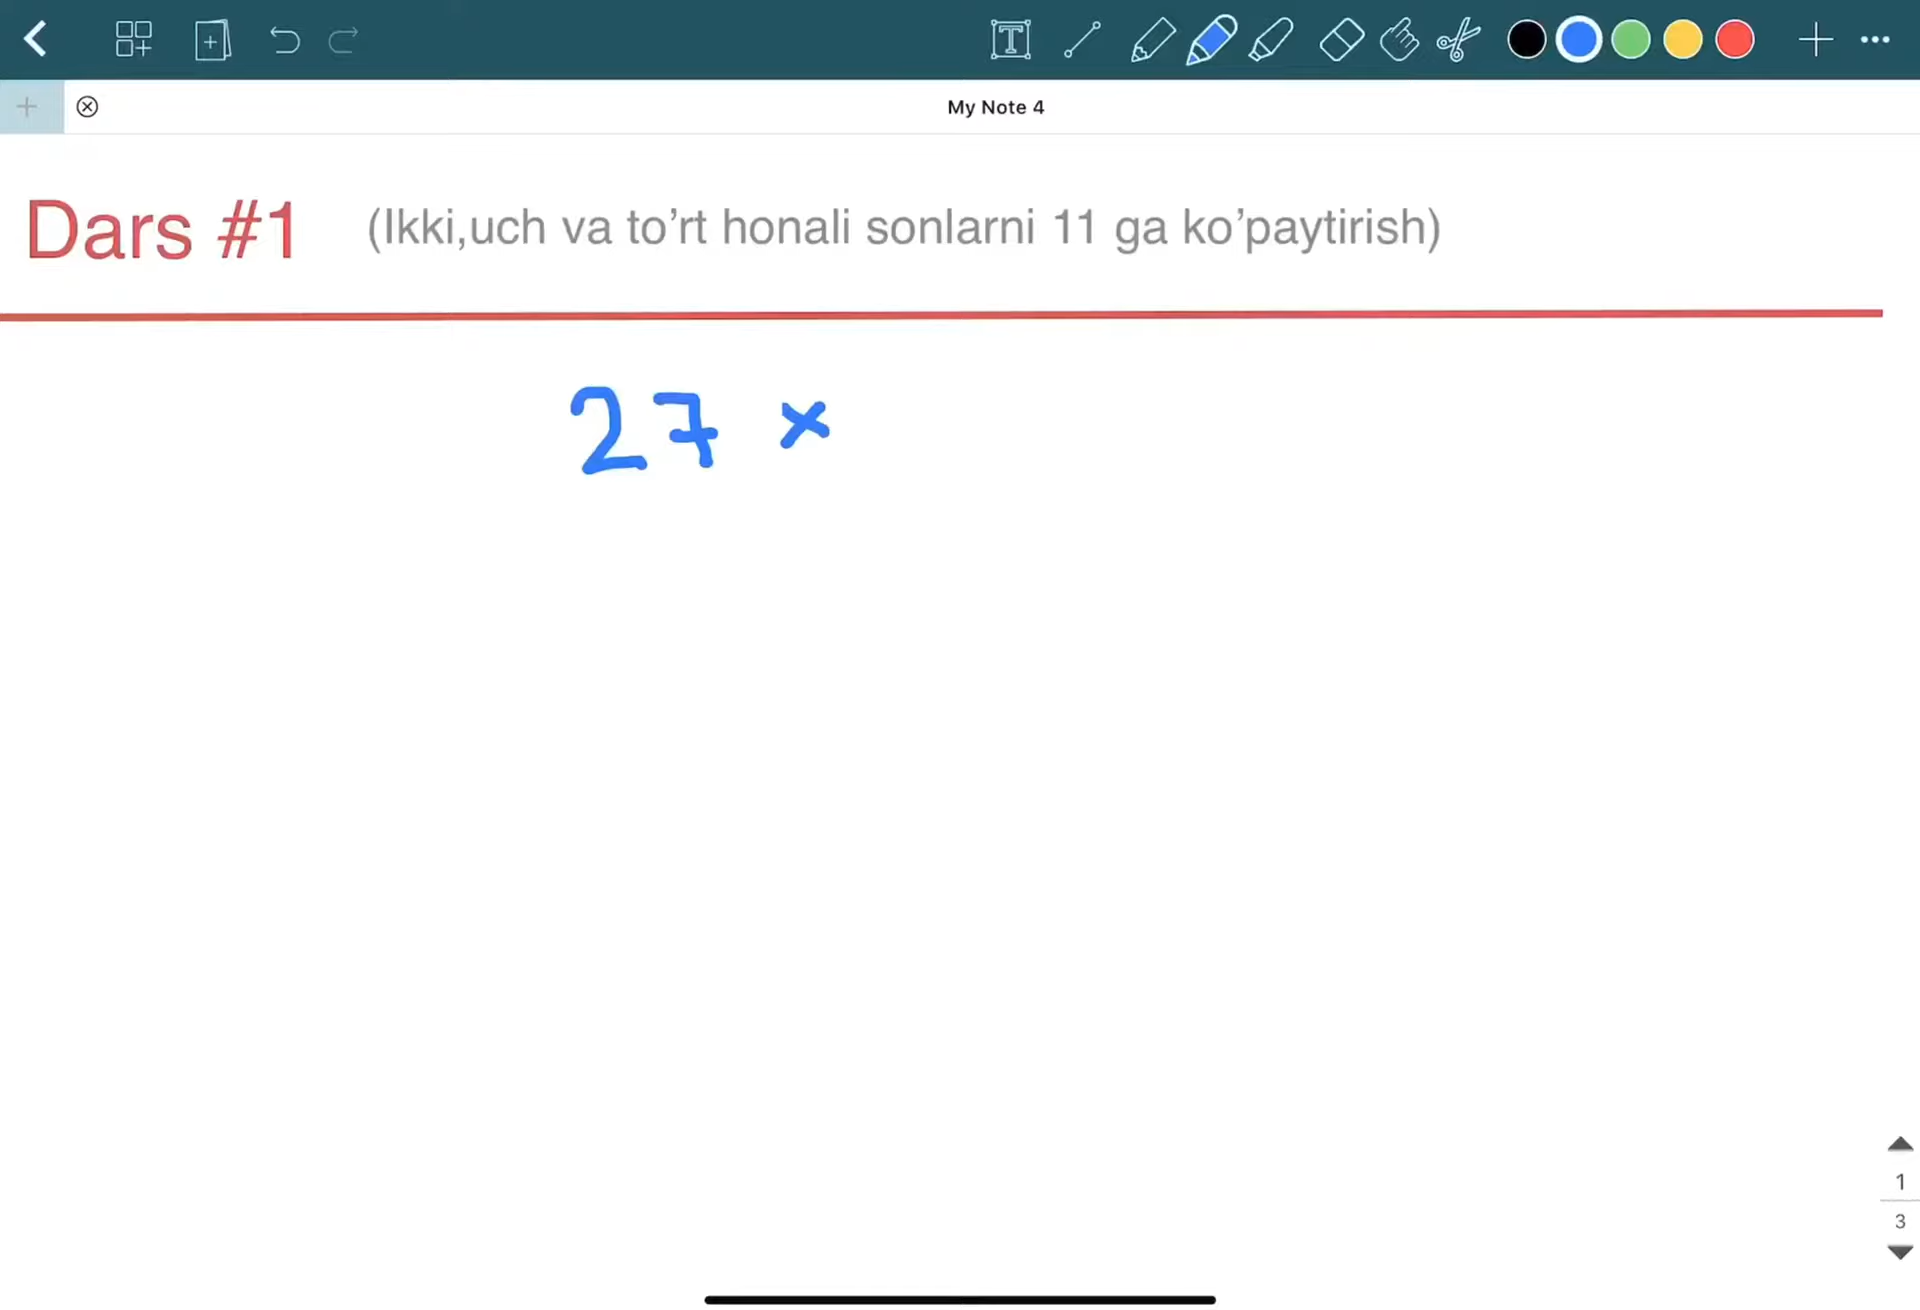 My Note 4
Dars #1 (Ikki,uch va to’rt honali sonlarni 11 ga ko’paytirish)
27 ×
1
3